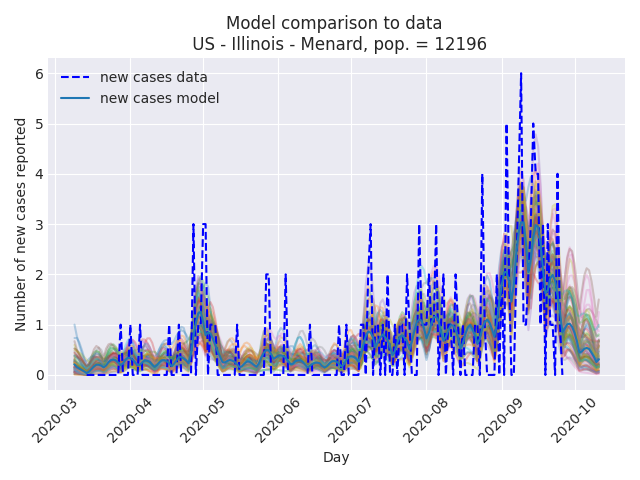 Model comparison to data
US - Illinois - Menard, pop. = 12196
new cases data
new cases model
Number of new cases reported
6
5
4
3
2
1
0
2020-03
2020-04
2020-05
2020-06
2020-07
2020-08
2020-09
2020-10
Day